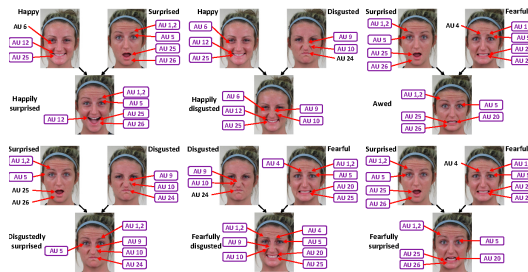 Happy
Surprised
AU 6
AU 12
AU 25
AU 1,2
AU 5
AU 25
AU 26
Happily surprised
AU 12
AU 1,2
AU 5
AU 25
AU 26
Happy
Disgusted
AU 6
AU 12
AU 25
AU 9
AU 10
AU 24
Happily disgusted
AU 6
AU 12
AU 25
AU 9
AU 10
Surprised
Fearful
AU 1,2
AU 5
AU 25
AU 26
AU 4
AU 5
Awed
AU 1,2
AU 25
AU 26
AU 5
AU 20
Surprised
Disgusted
AU 1,2
AU 5
AU 25
AU 26
AU 9
AU 10
AU 24
Disgustedly surprised
AU 5
AU 1,2
AU 9
AU 10
AU 24
Disgusted
Fearful
AU 9
AU 10
AU 24
AU 4
AU 1,2
AU 5
AU 20
AU 25
Fearfully disgusted
AU 1,2
AU 9
AU 10
AU 4
AU 5
AU 20
AU 25
Surprised
Fearful
AU 1,2
AU 5
AU 25
AU 26
AU 4
Fearfully surprised
AU 1,2
AU 25
AU 26
AU 5
AU 20